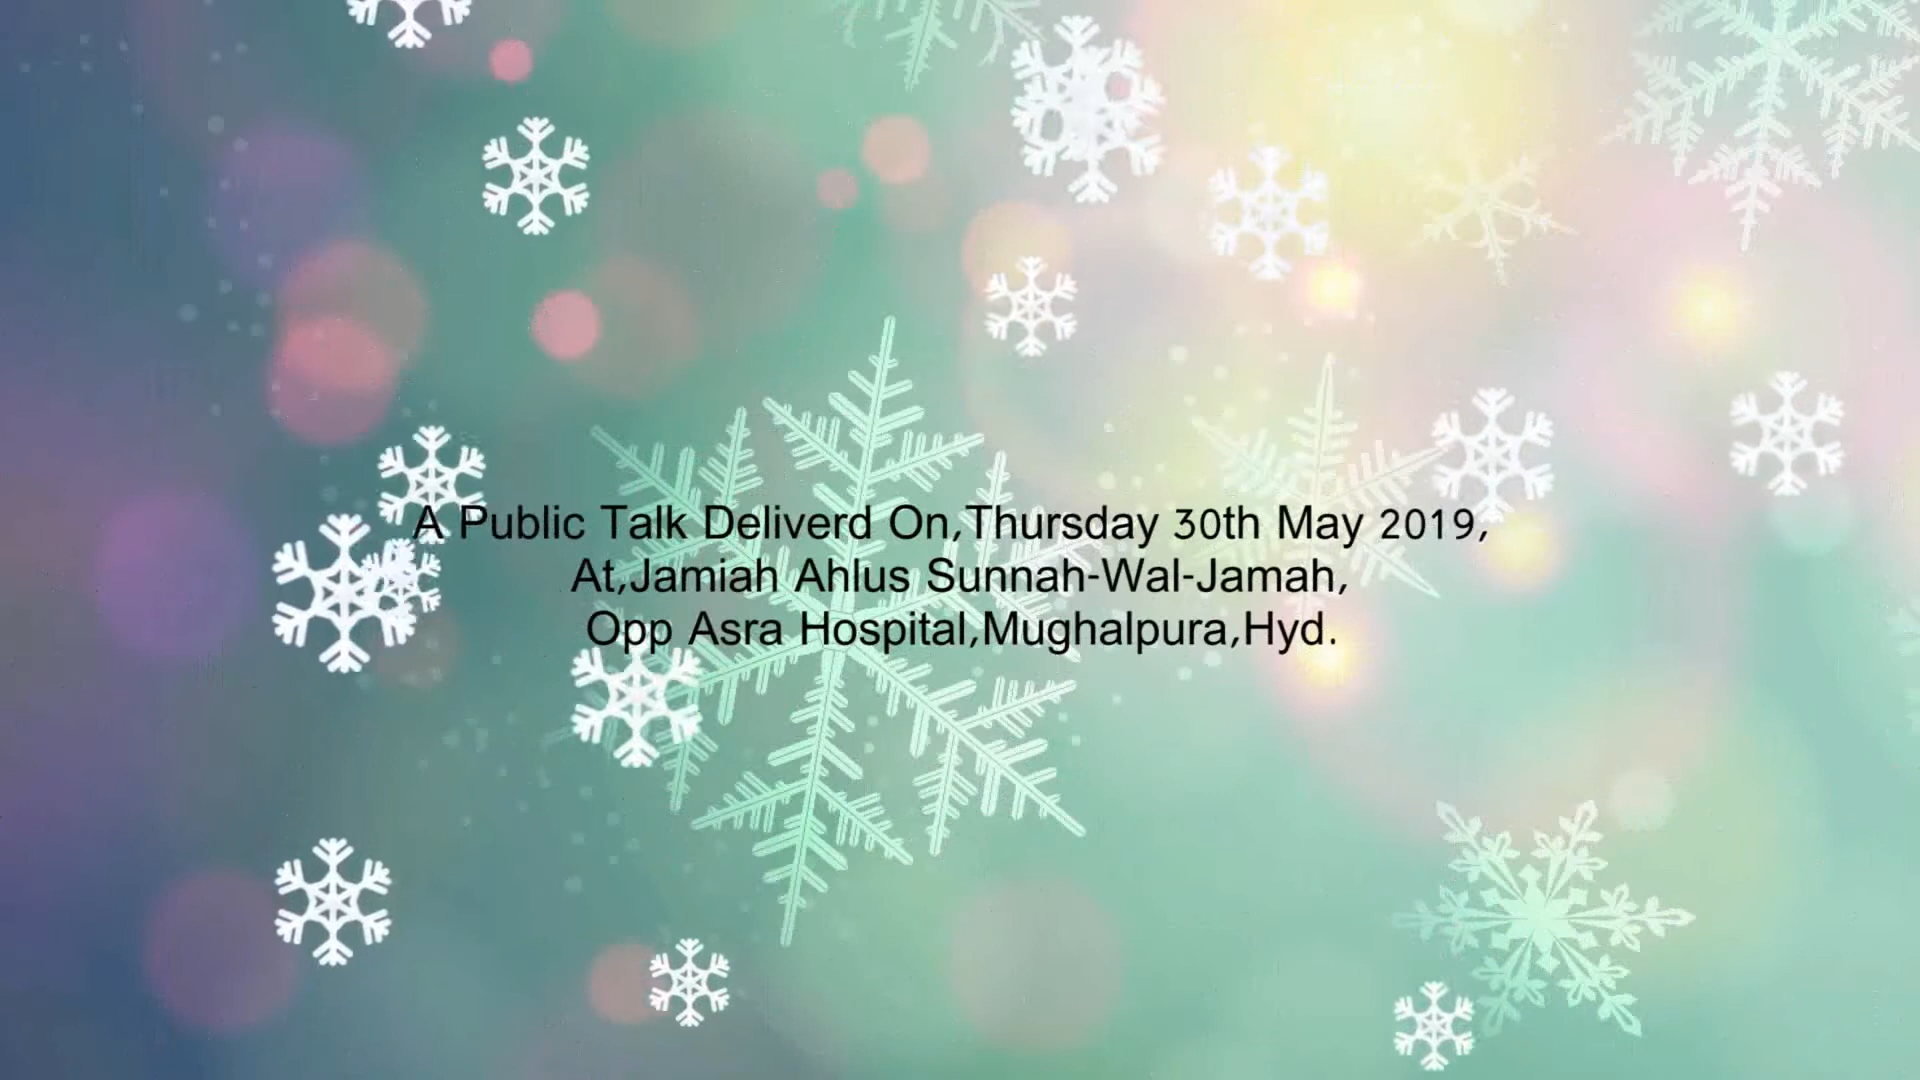 A Public Talk Deliverd On,Thursday 30th May 2019,
At,Jamiah Ahlus Sunnah-Wal-Jamah,
Opp Asra Hospital,Mughalpura,Hyd.